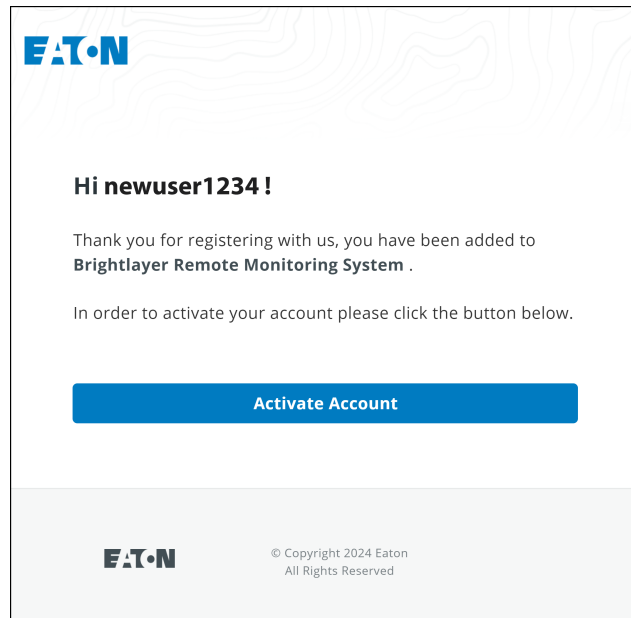 EATON
Hi newuser1234 !
Thank you for registering with us, you have been added to
Brightlayer Remote Monitoring System .
In order to activate your account please click the button below.
Activate Account
EATON
© Copyright 2024 Eaton
All Rights Reserved